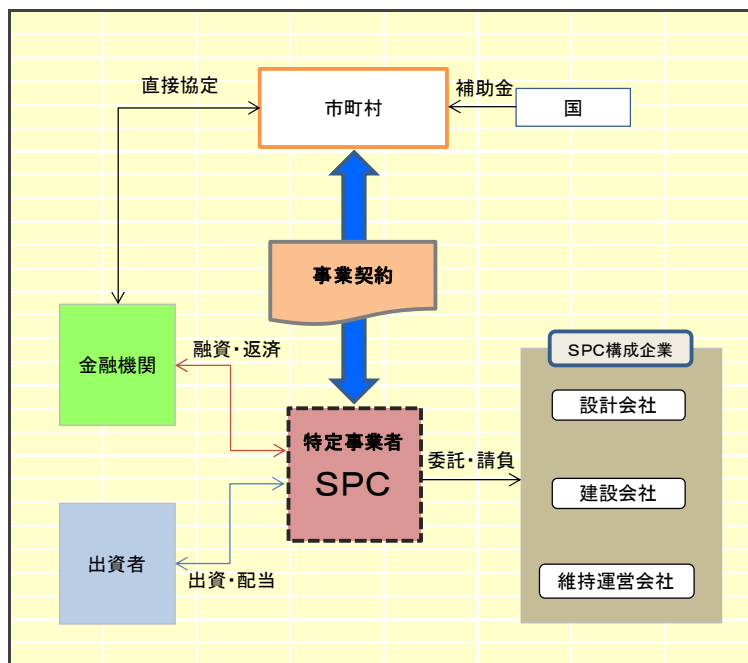 直接協定
市町村
補助金
国
事業契約
金融機関
融資・返済
SPC構成企業
設計会社
特定事業者
SPC
委託・請負
建設会社
出資者
出資・配当
維持運営会社